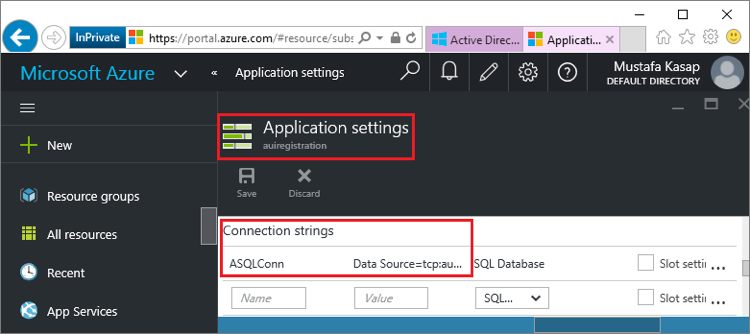 InPrivate https://portal.azure.com/#resource/subs Active Direc... Applicati...
Microsoft Azure « Application settings Mustafa Kasap
DEFAULT DIRECTORY
Application settings
auiregistration
New
Save Discard
Resource groups
Connection strings
All resources
ASQLConn Data Source=tcp:au... SQL Database Slot settin ...
Recent
Name Value SQL... Slot settin ...
App Services